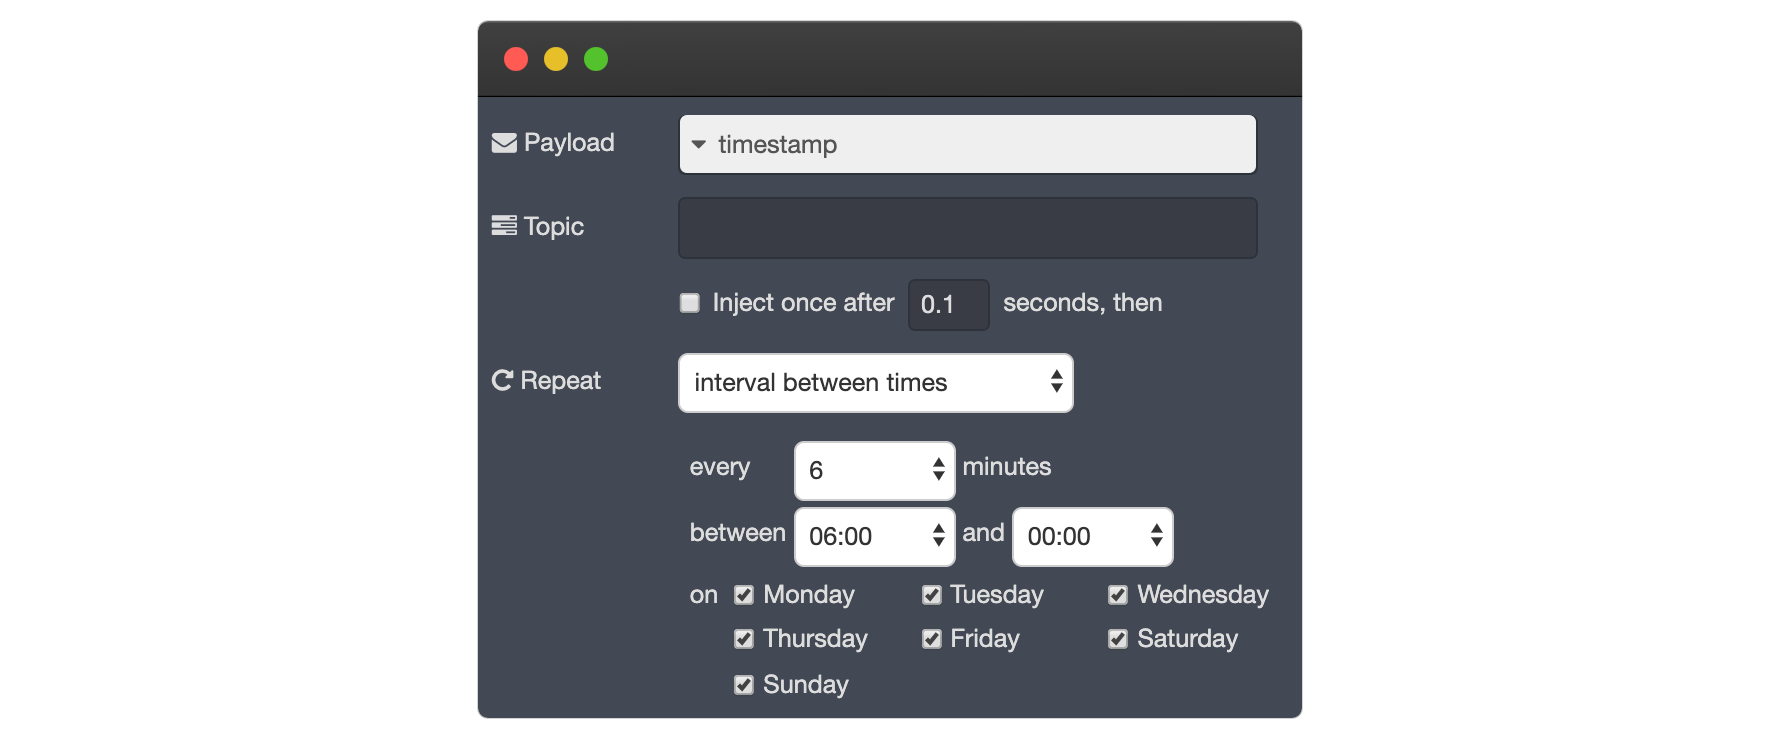 Payload timestamp
Topic
Inject once after 0.1 seconds, then
Repeat interval between times
every 6 minutes
between 06:00 and 00:00
on Monday Tuesday Wednesday
Thursday Friday Saturday
Sunday